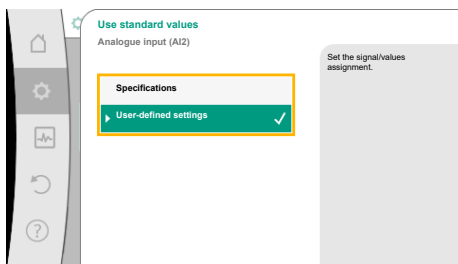 Use standard values
Analogue input (AI2)
Set the signal/values
assignment.
Specifications
User-defined settings
?